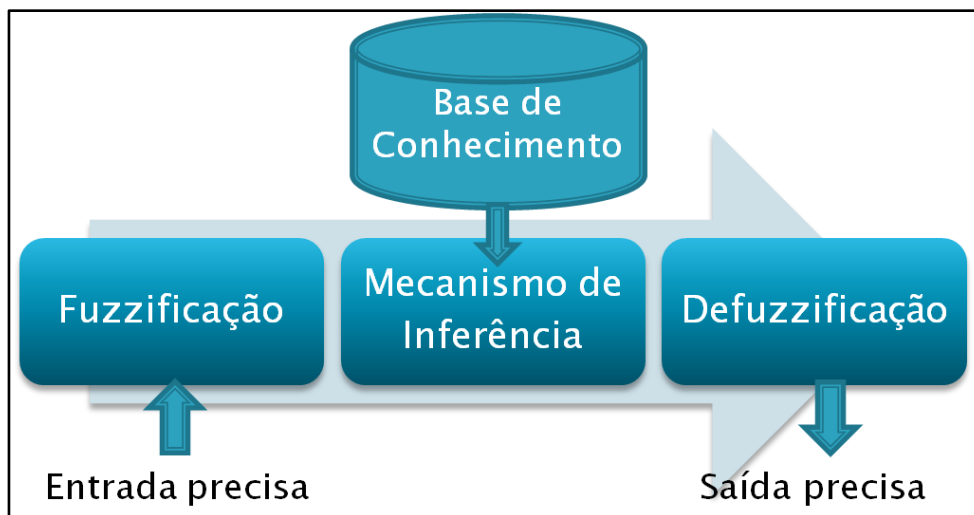 Base de
Conhecimento
Fuzzificação
Mecanismo de
Inferência
Defuzzificação
Entrada precisa
Saída precisa